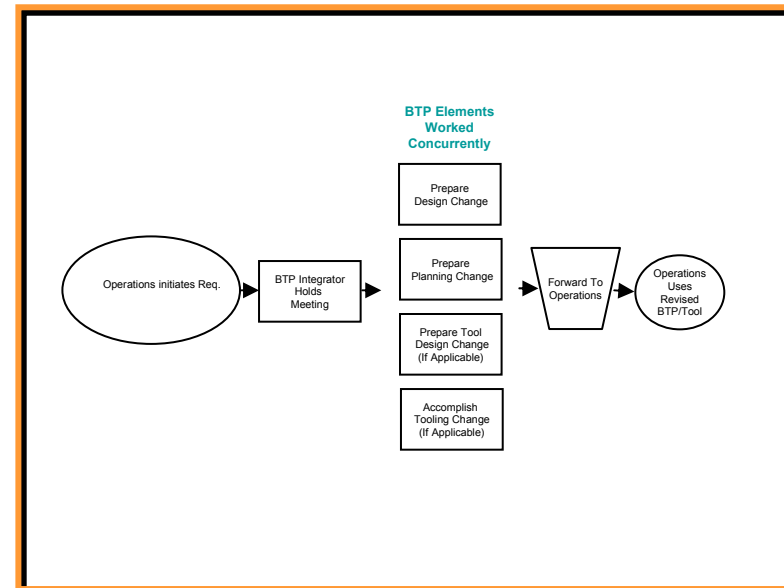 BTP Elements
Worked
Concurrently
Operations initiates Req.
BTP Integrator
Holds
Meeting
Prepare
Design Change
Prepare
Planning Change
Prepare Tool
Design Change
(If Applicable)
Accomplish
Tooling Change
(If Applicable)
Forward To
Operations
Operations
Uses
Revised
BTP/Tool